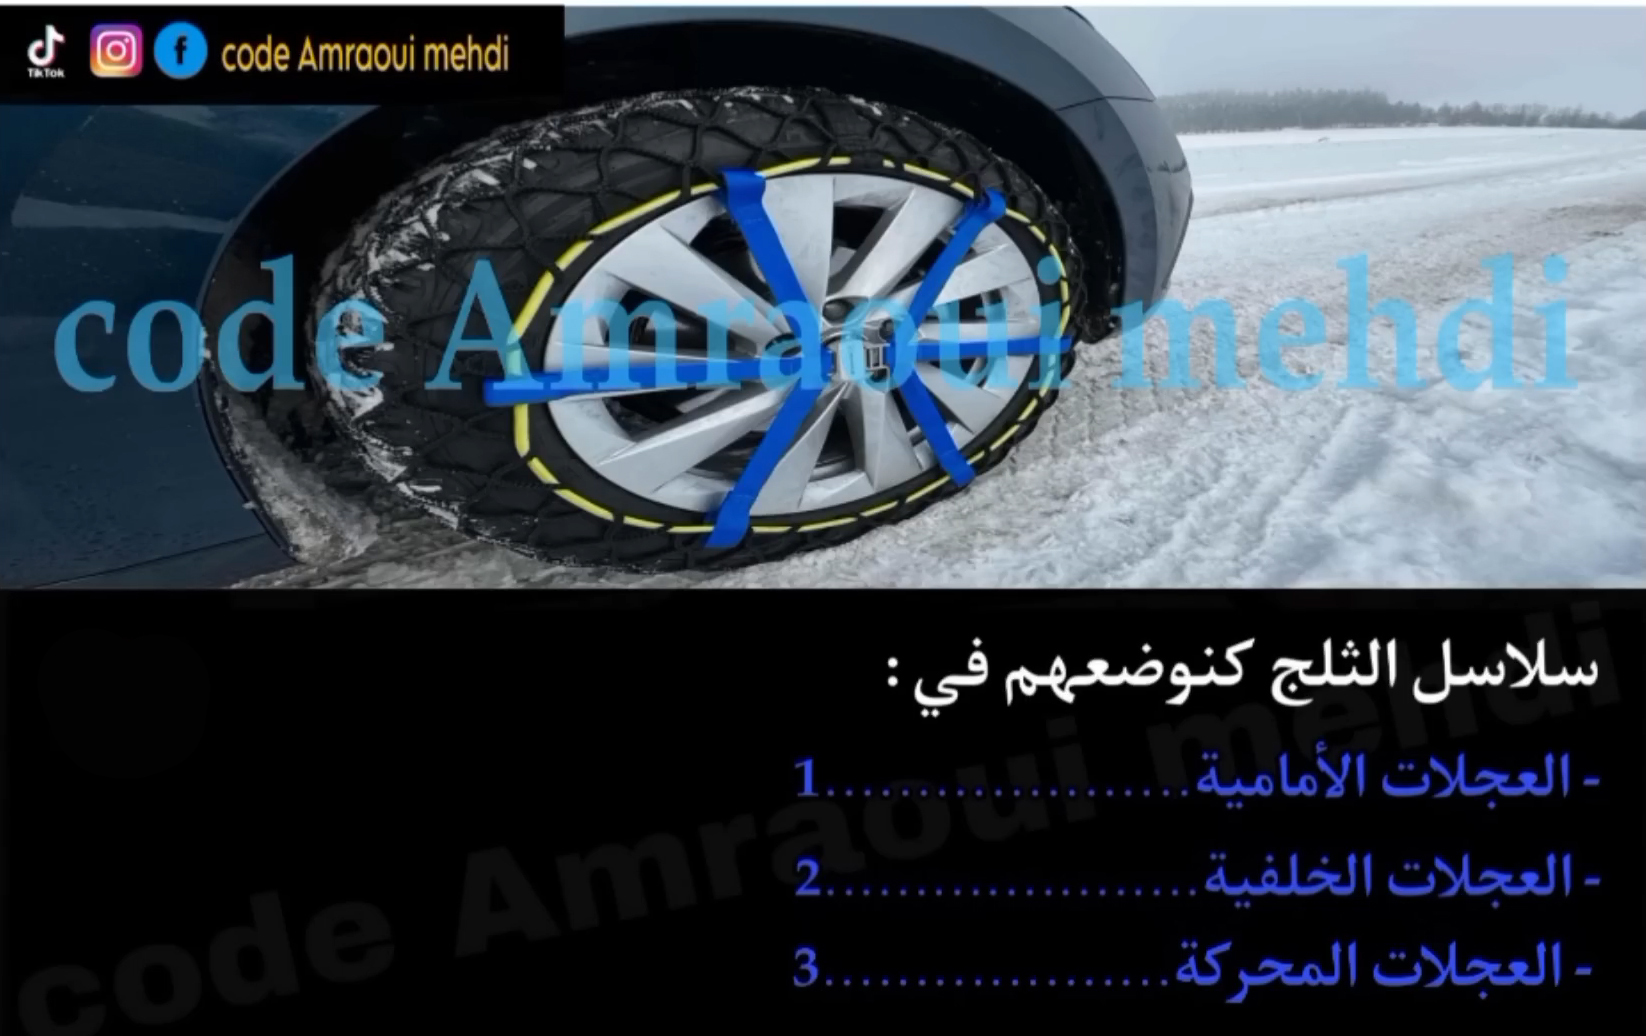 TikTok code Amraoui mehdi
code Amraoui mehdi
سلاسل الثلج كنوضعهم في :
- العجلات الأمامية....................1
- العجلات الخلفية.....................2
- العجلات المحركة...................3
code Amraoui mehdi